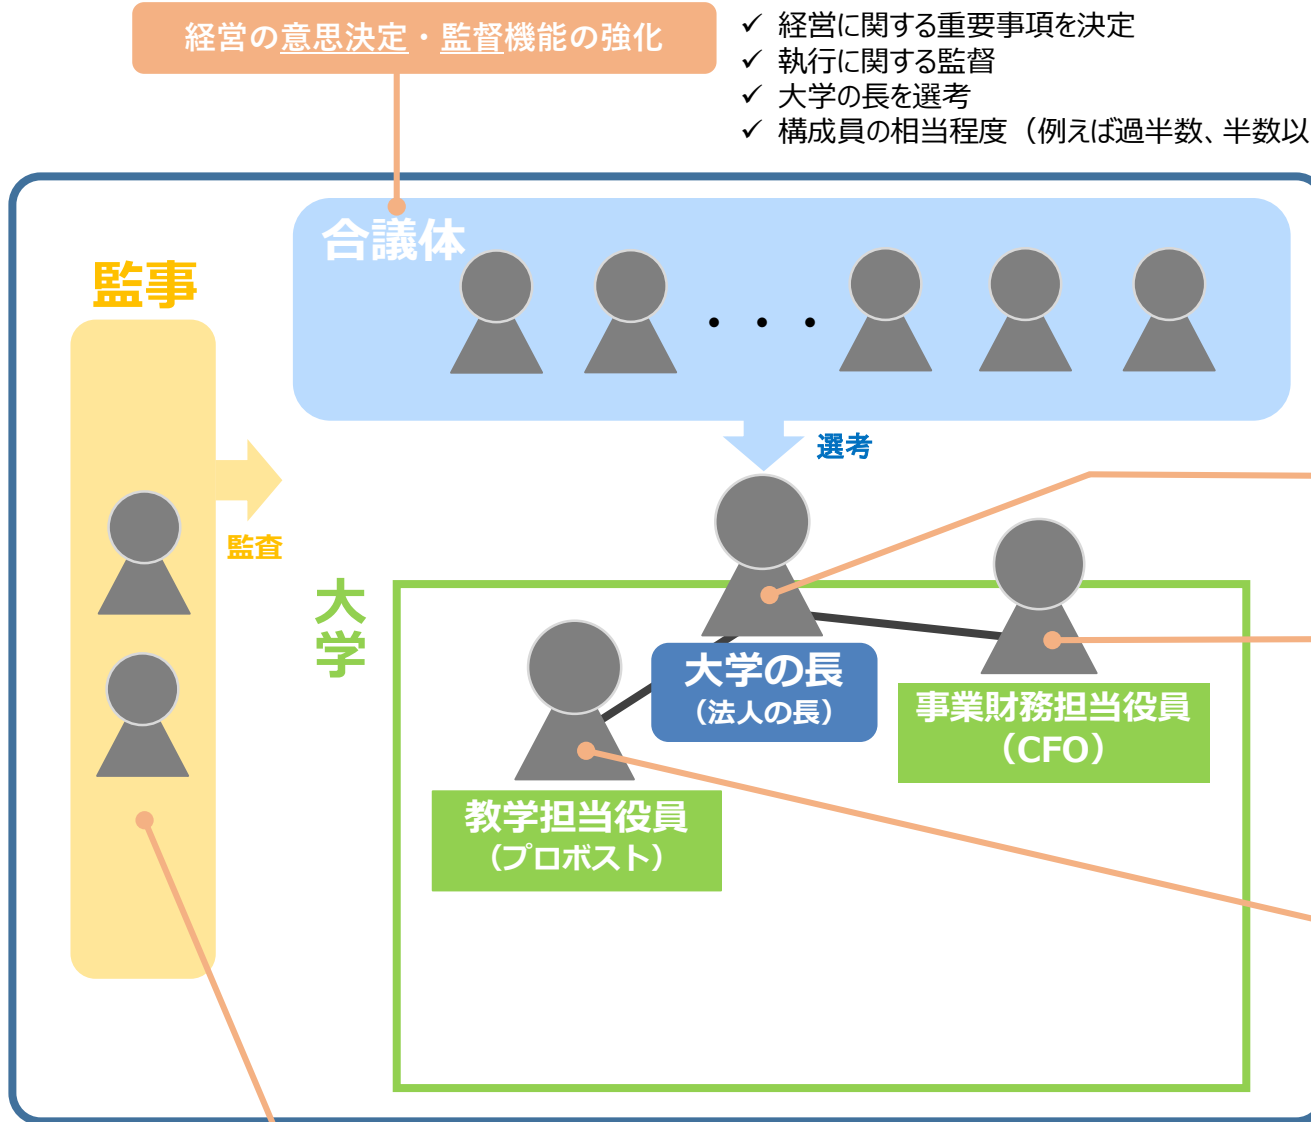 経営の意思決定・監督機能の強化
✓ 経営に関する重要事項を決定
✓ 執行に関する監督
✓ 大学の長を選考
✓ 構成員の相当程度（例えば過半数、半数以
合議体
監事
・・・
選考
監査
大学
大学の長
（法人の長）
事業財務担当役員
（CFO）
教学担当役員
（プロボスト）